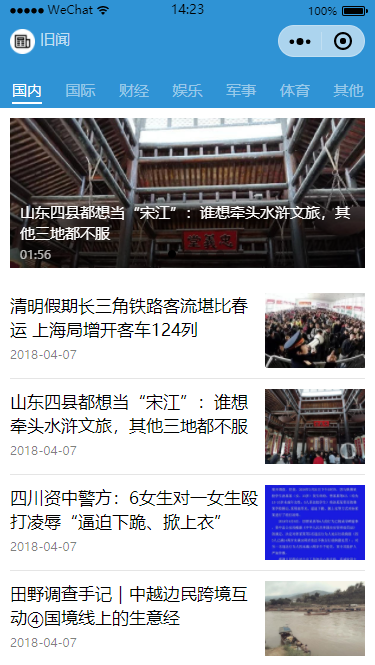 WeChat
14:23
100%
旧闻
国内 国际 财经 娱乐 军事 体育 其他
山东四县都想当“宋江”：谁想牵头水浒文旅，其
他三地都不服
01:56
清明假期长三角铁路客流堪比春
运 上海局增开客车124列
2018-04-07
山东四县都想当“宋江”：谁想
牵头水浒文旅，其他三地都不服
2018-04-07
四川资中警方：6女生对一女生殴
打凌辱“逼迫下跪、掀上衣”
2018-04-07
田野调查手记｜中越边民跨境互
动④国境线上的生意经
2018-04-07